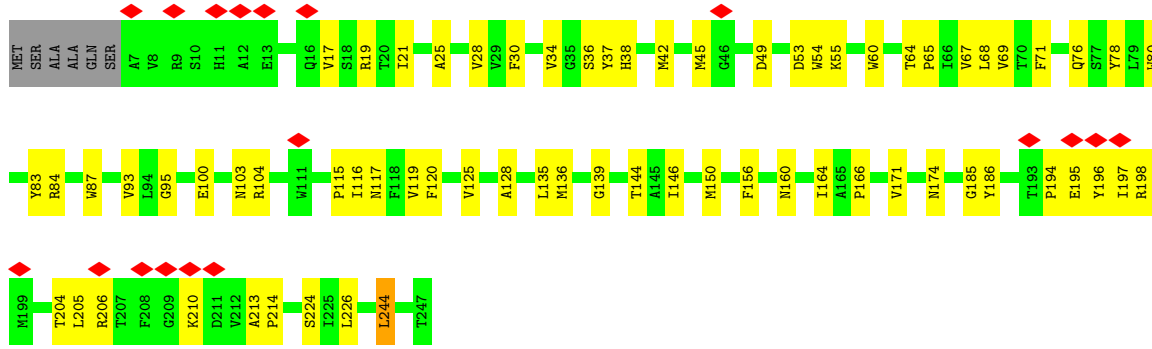 MET SER ALA ALA GLN SER A7 V8 R9 S10 H11 A12 E13 Q16 V17 S18 R19 T20 I21 A25 V28 V29 F30 V34 G35 S36 Y37 H38 M42 M45 G46 D49 D53 W54 K55 W60 T64 P65 I66 V67 L68 V69 T70 F71 Q76 S77 Y78 L79
Y83 R84 W87 V93 L94 G95 E100 N103 R104 W111 P115 I116 N117 F118 V119 F120 V125 A128 L135 M136 G139 T144 A145 I146 M150 F156 N160 I164 A165 P166 V171 N174 G185 Y186 T193 P194 E195 Y196 I197 R198
M199 T204 L205 R206 T207 F208 G209 K210 D211 V212 A213 P214 S224 I225 L226 L244 T247